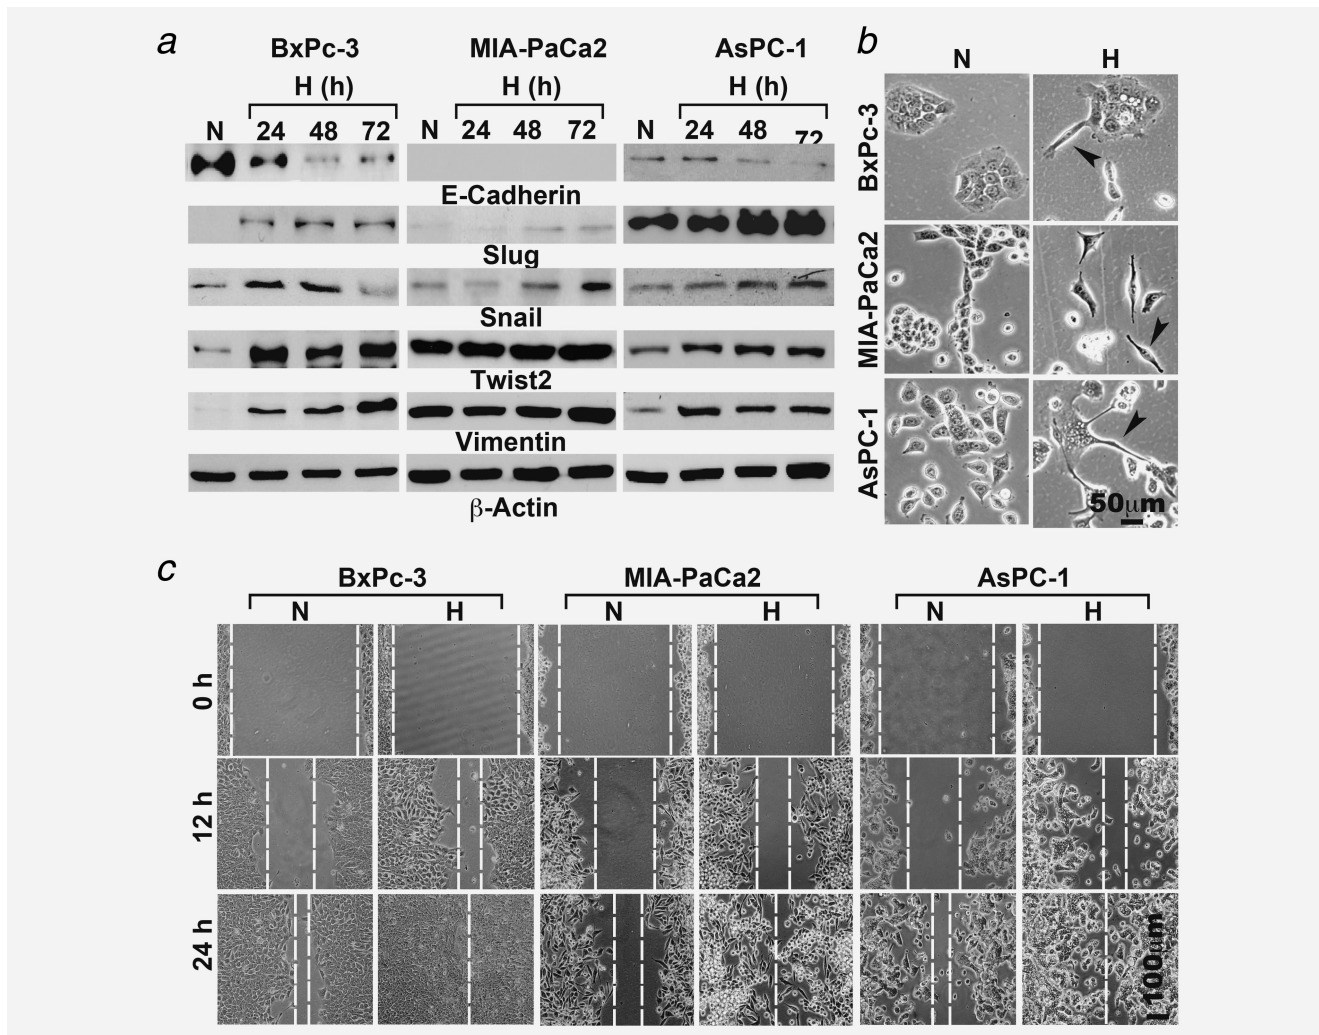 a
BxPc-3 MIA-PaCa2 AsPC-1
H (h) H (h) H (h)
N 24 48 72 N 24 48 72 N 24 48 72
E-Cadherin
Slug
Snail
Twist2
Vimentin
β-Actin
b
N H
BxPc-3
MIA-PaCa2
AsPC-1
50μm
c
BxPc-3 MIA-PaCa2 AsPC-1
N H N H N H
0 h
12 h
24 h
100μm